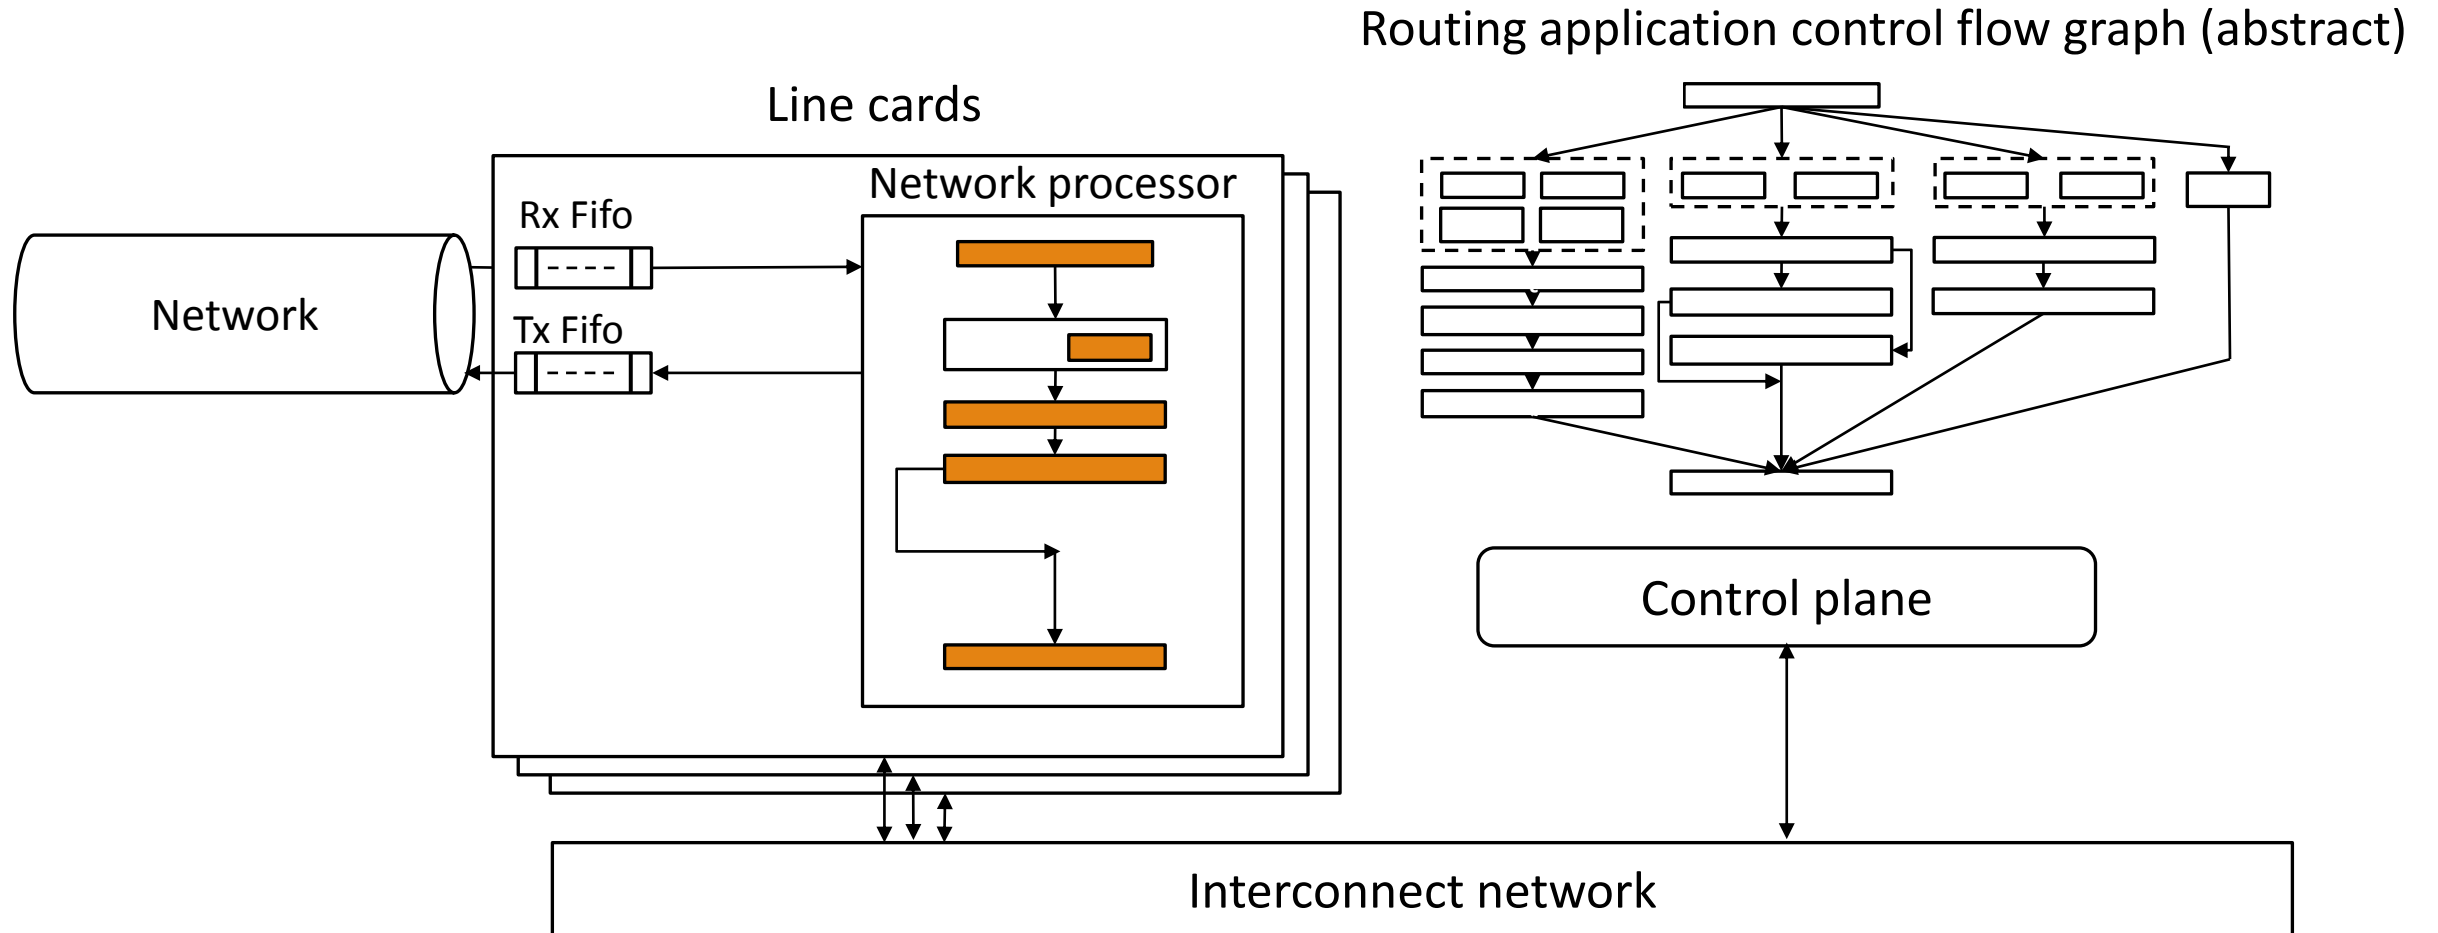 Routing application control flow graph (abstract)
Line cards
Network processor
Rx Fifo
Network
Tx Fifo
Control plane
Interconnect network